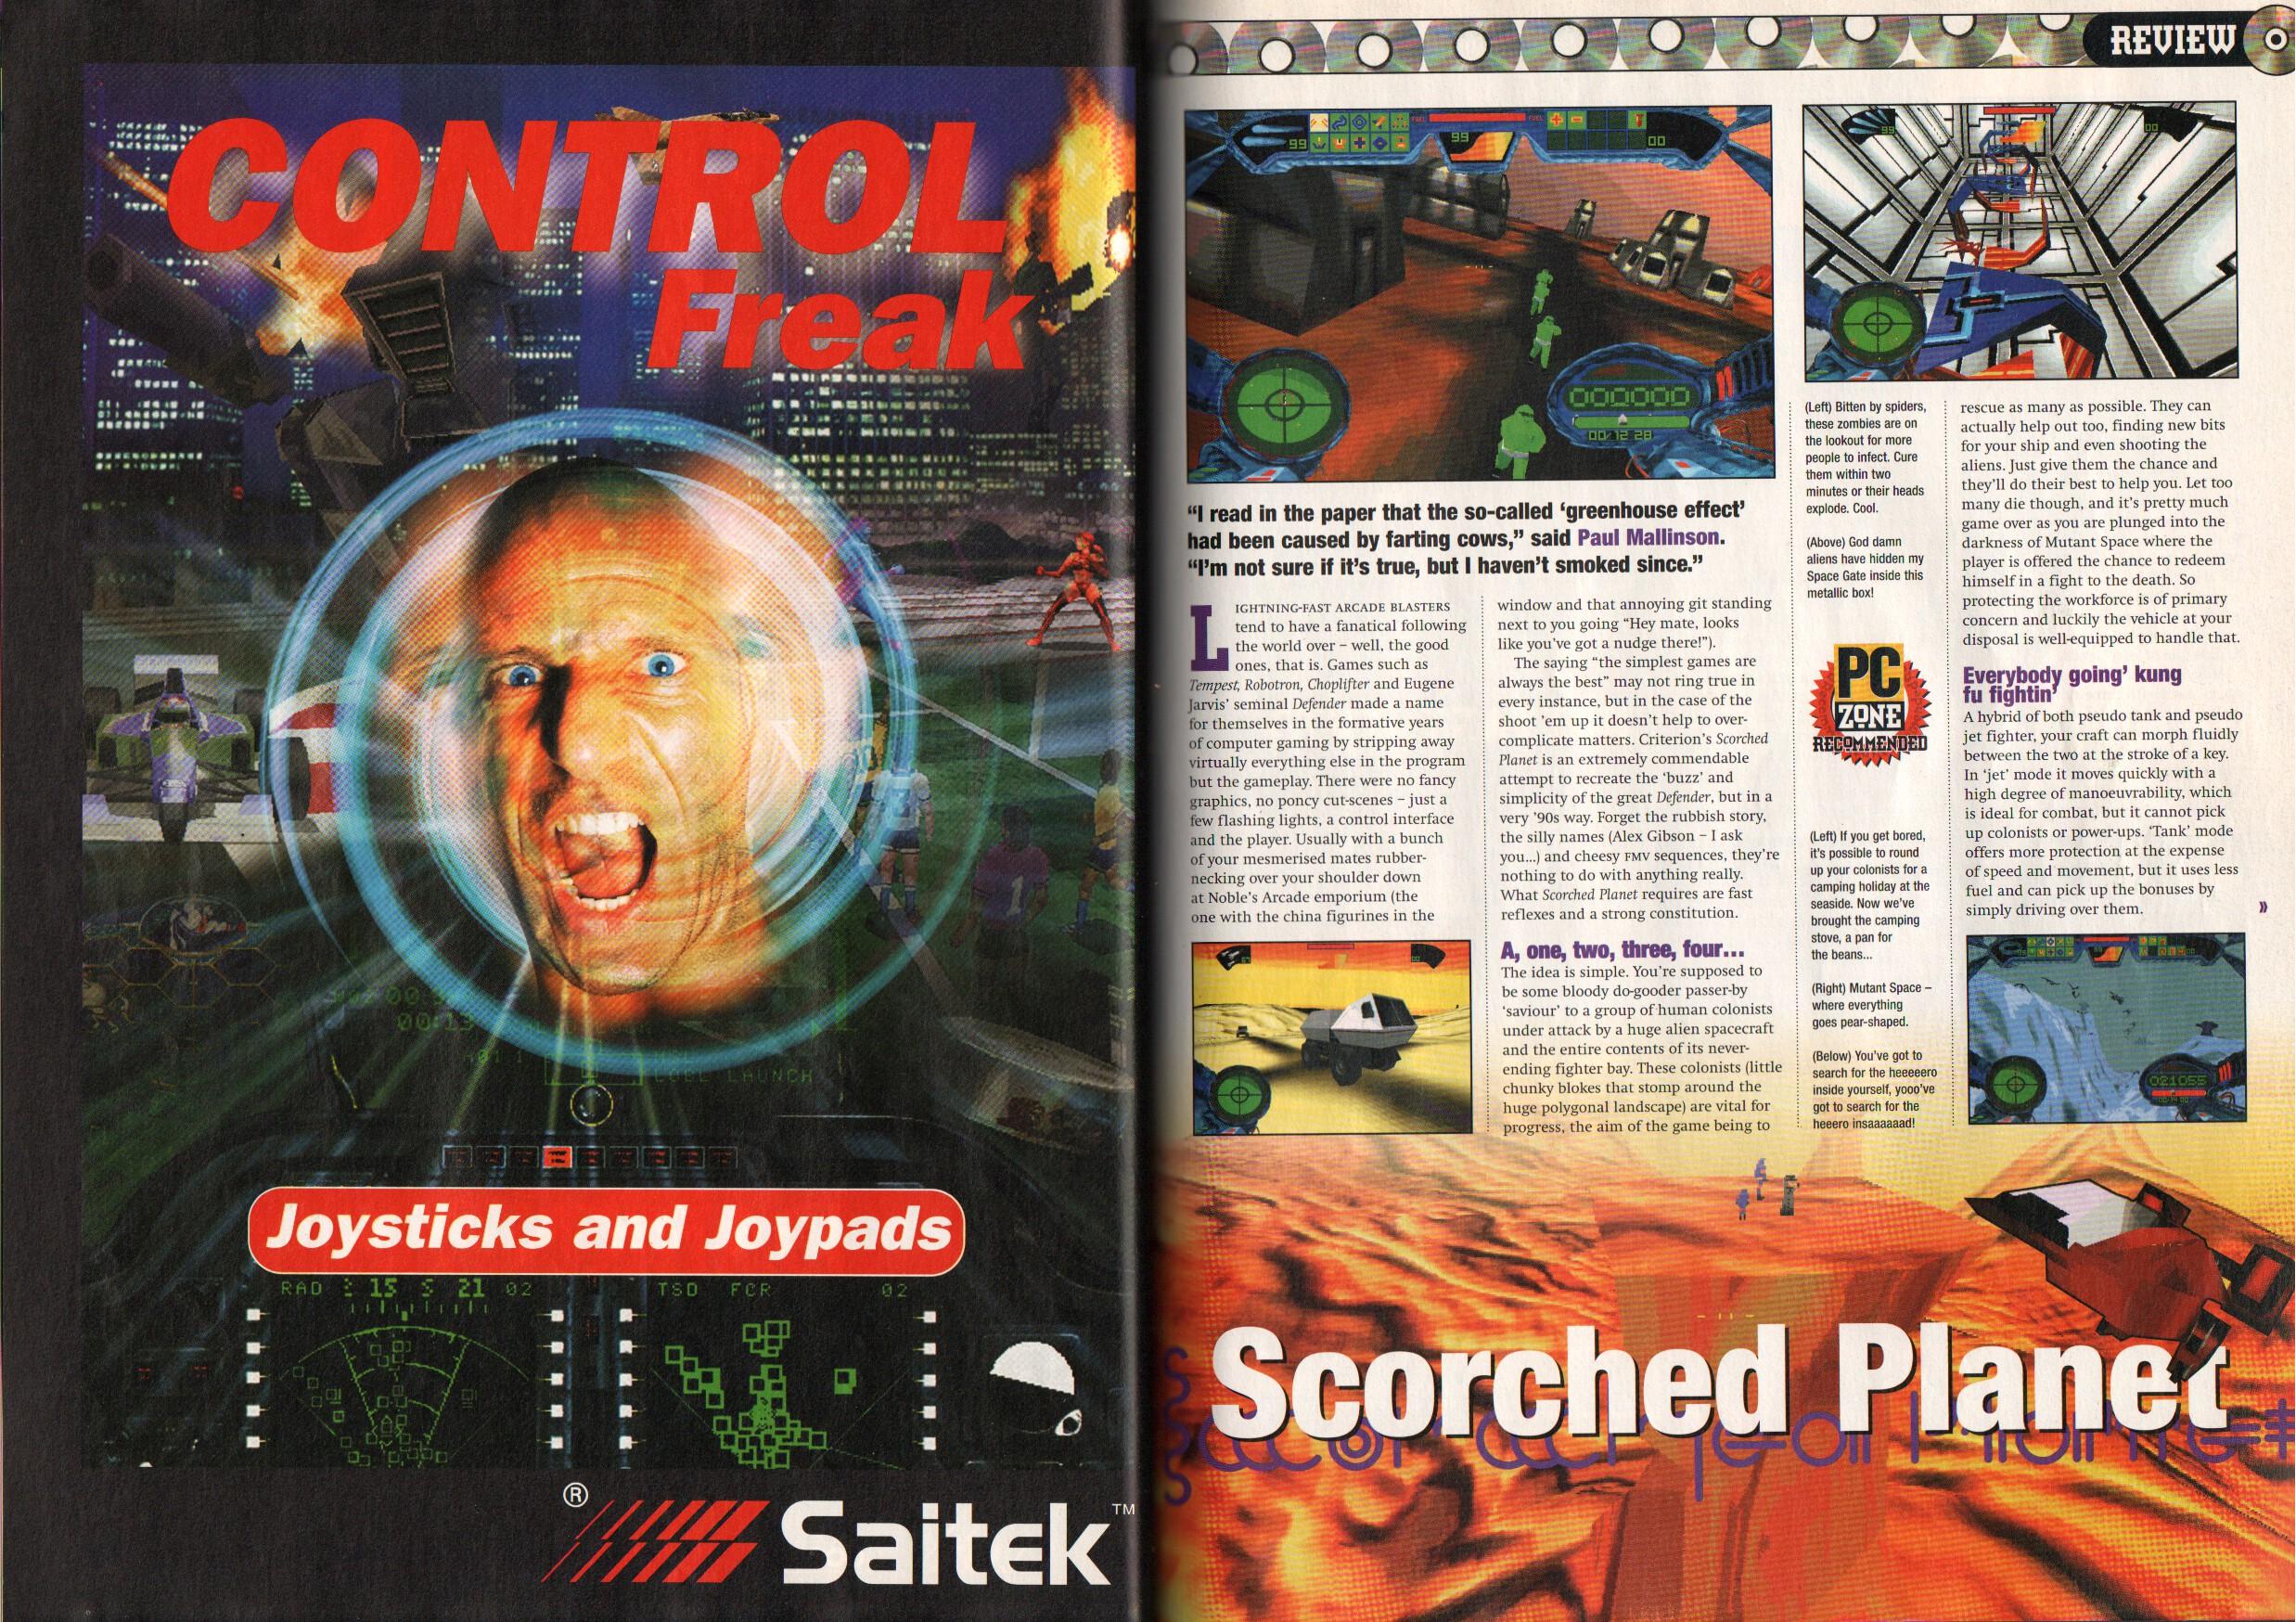 CONTROL
Freak
CODE LAUNCH
Joysticks and Joypads
RAD 15 S 21 02
TSD FCR 02
® Saitek™
REVIEW
99
FUEL
99
FUEL
00
000000
00/12 28
99
00
“I read in the paper that the so-called ‘greenhouse effect’
had been caused by farting cows,” said Paul Mallinson.
“I’m not sure if it’s true, but I haven’t smoked since.”
LIGHTNING-FAST ARCADE BLASTERS
tend to have a fanatical following
the world over – well, the good
ones, that is. Games such as
Tempest, Robotron, Choplifter and Eugene
Jarvis’ seminal Defender made a name
for themselves in the formative years
of computer gaming by stripping away
virtually everything else in the program
but the gameplay. There were no fancy
graphics, no poncy cut-scenes – just a
few flashing lights, a control interface
and the player. Usually with a bunch
of your mesmerised mates rubber-
necking over your shoulder down
at Noble’s Arcade emporium (the
one with the china figurines in the
window and that annoying git standing
next to you going “Hey mate, looks
like you’ve got a nudge there!”).
The saying “the simplest games are
always the best” may not ring true in
every instance, but in the case of the
shoot ’em up it doesn’t help to over-
complicate matters. Criterion’s Scorched
Planet is an extremely commendable
attempt to recreate the ‘buzz’ and
simplicity of the great Defender, but in a
very ’90s way. Forget the rubbish story,
the silly names (Alex Gibson – I ask
you...) and cheesy FMV sequences, they’re
nothing to do with anything really.
What Scorched Planet requires are fast
reflexes and a strong constitution.
A, one, two, three, four...
The idea is simple. You’re supposed to
be some bloody do-gooder passer-by
‘saviour’ to a group of human colonists
under attack by a huge alien spacecraft
and the entire contents of its never-
ending fighter bay. These colonists (little
chunky blokes that stomp around the
huge polygonal landscape) are vital for
progress, the aim of the game being to
(Left) Bitten by spiders,
these zombies are on
the lookout for more
people to infect. Cure
them within two
minutes or their heads
explode. Cool.
(Above) God damn
aliens have hidden my
Space Gate inside this
metallic box!
PC
ZONE
RECOMMENDED
(Left) If you get bored,
it’s possible to round
up your colonists for a
camping holiday at the
seaside. Now we’ve
brought the camping
stove, a pan for
the beans...
(Right) Mutant Space –
where everything
goes pear-shaped.
(Below) You’ve got to
search for the heeeeero
inside yourself, yooo’ve
got to search for the
heeero insaaaaaad!
rescue as many as possible. They can
actually help out too, finding new bits
for your ship and even shooting the
aliens. Just give them the chance and
they’ll do their best to help you. Let too
many die though, and it’s pretty much
game over as you are plunged into the
darkness of Mutant Space where the
player is offered the chance to redeem
himself in a fight to the death. So
protecting the workforce is of primary
concern and luckily the vehicle at your
disposal is well-equipped to handle that.
Everybody going’ kung
fu fightin’
A hybrid of both pseudo tank and pseudo
jet fighter, your craft can morph fluidly
between the two at the stroke of a key.
In ‘jet’ mode it moves quickly with a
high degree of manoeuvrability, which
is ideal for combat, but it cannot pick
up colonists or power-ups. ‘Tank’ mode
offers more protection at the expense
of speed and movement, but it uses less
fuel and can pick up the bonuses by
simply driving over them.
»
021055
Scorched Planet